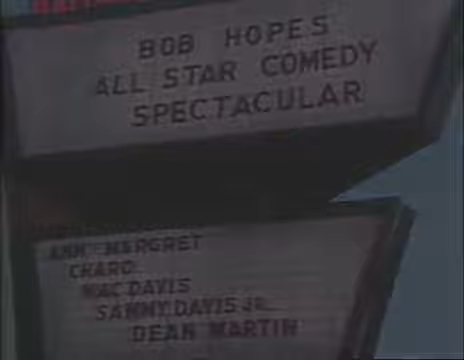 BOB HOPES
ALL STAR COMEDY
SPECTACULAR
ANN MARGRET
CHARO
MAC DAVIS
SAMMY DAVIS JR.
DEAN MARTIN